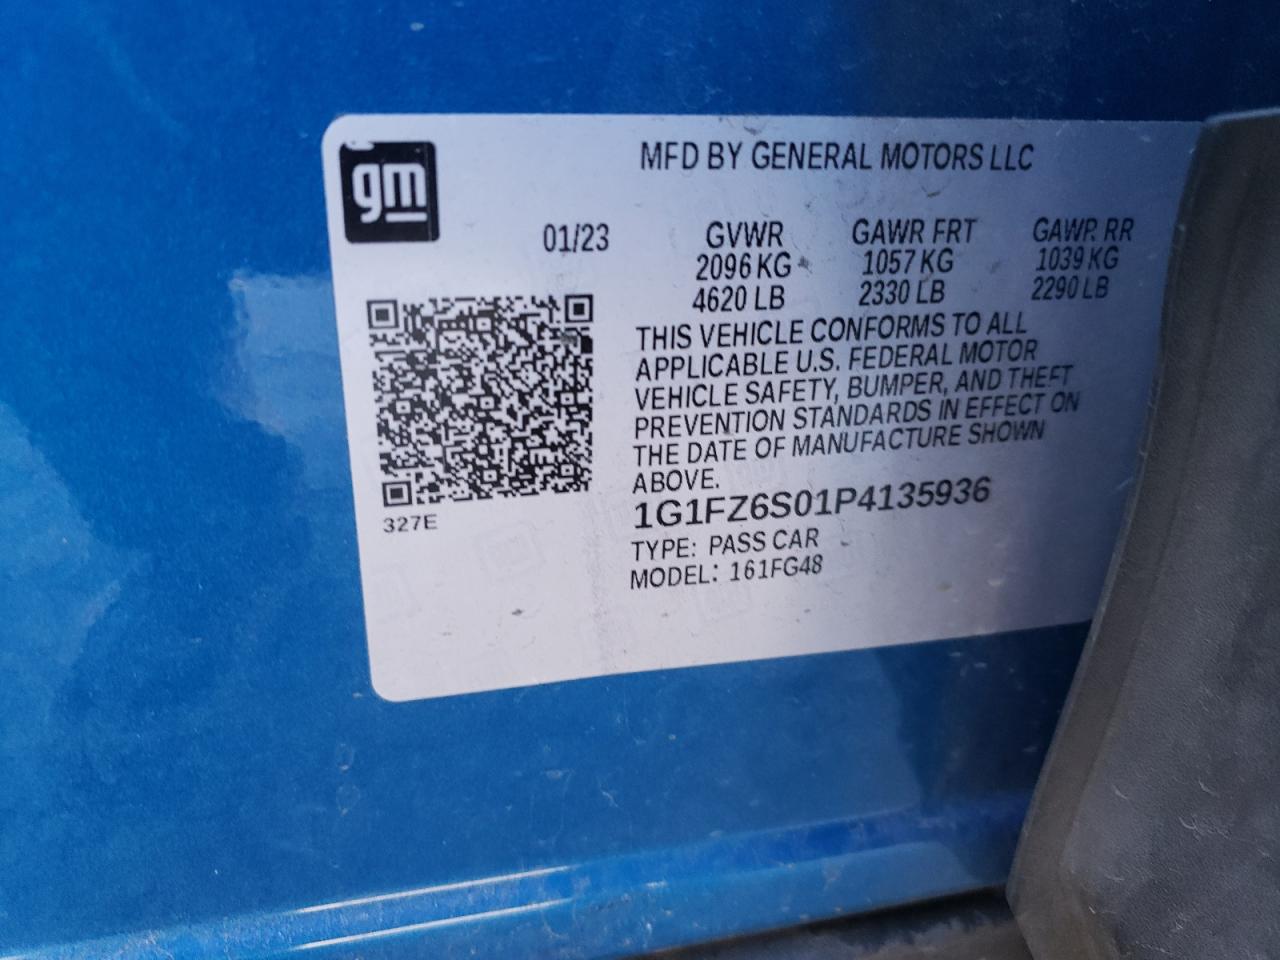 gm
MFD BY GENERAL MOTORS LLC
01/23 GVWR GAWR FRT GAWR RR
2096 KG 1057 KG 1039 KG
4620 LB 2330 LB 2290 LB
THIS VEHICLE CONFORMS TO ALL
APPLICABLE U.S. FEDERAL MOTOR
VEHICLE SAFETY, BUMPER, AND THEFT
PREVENTION STANDARDS IN EFFECT ON
THE DATE OF MANUFACTURE SHOWN
ABOVE.
1G1FZ6S01P4135936
TYPE: PASS CAR
MODEL: 161FG48
327E